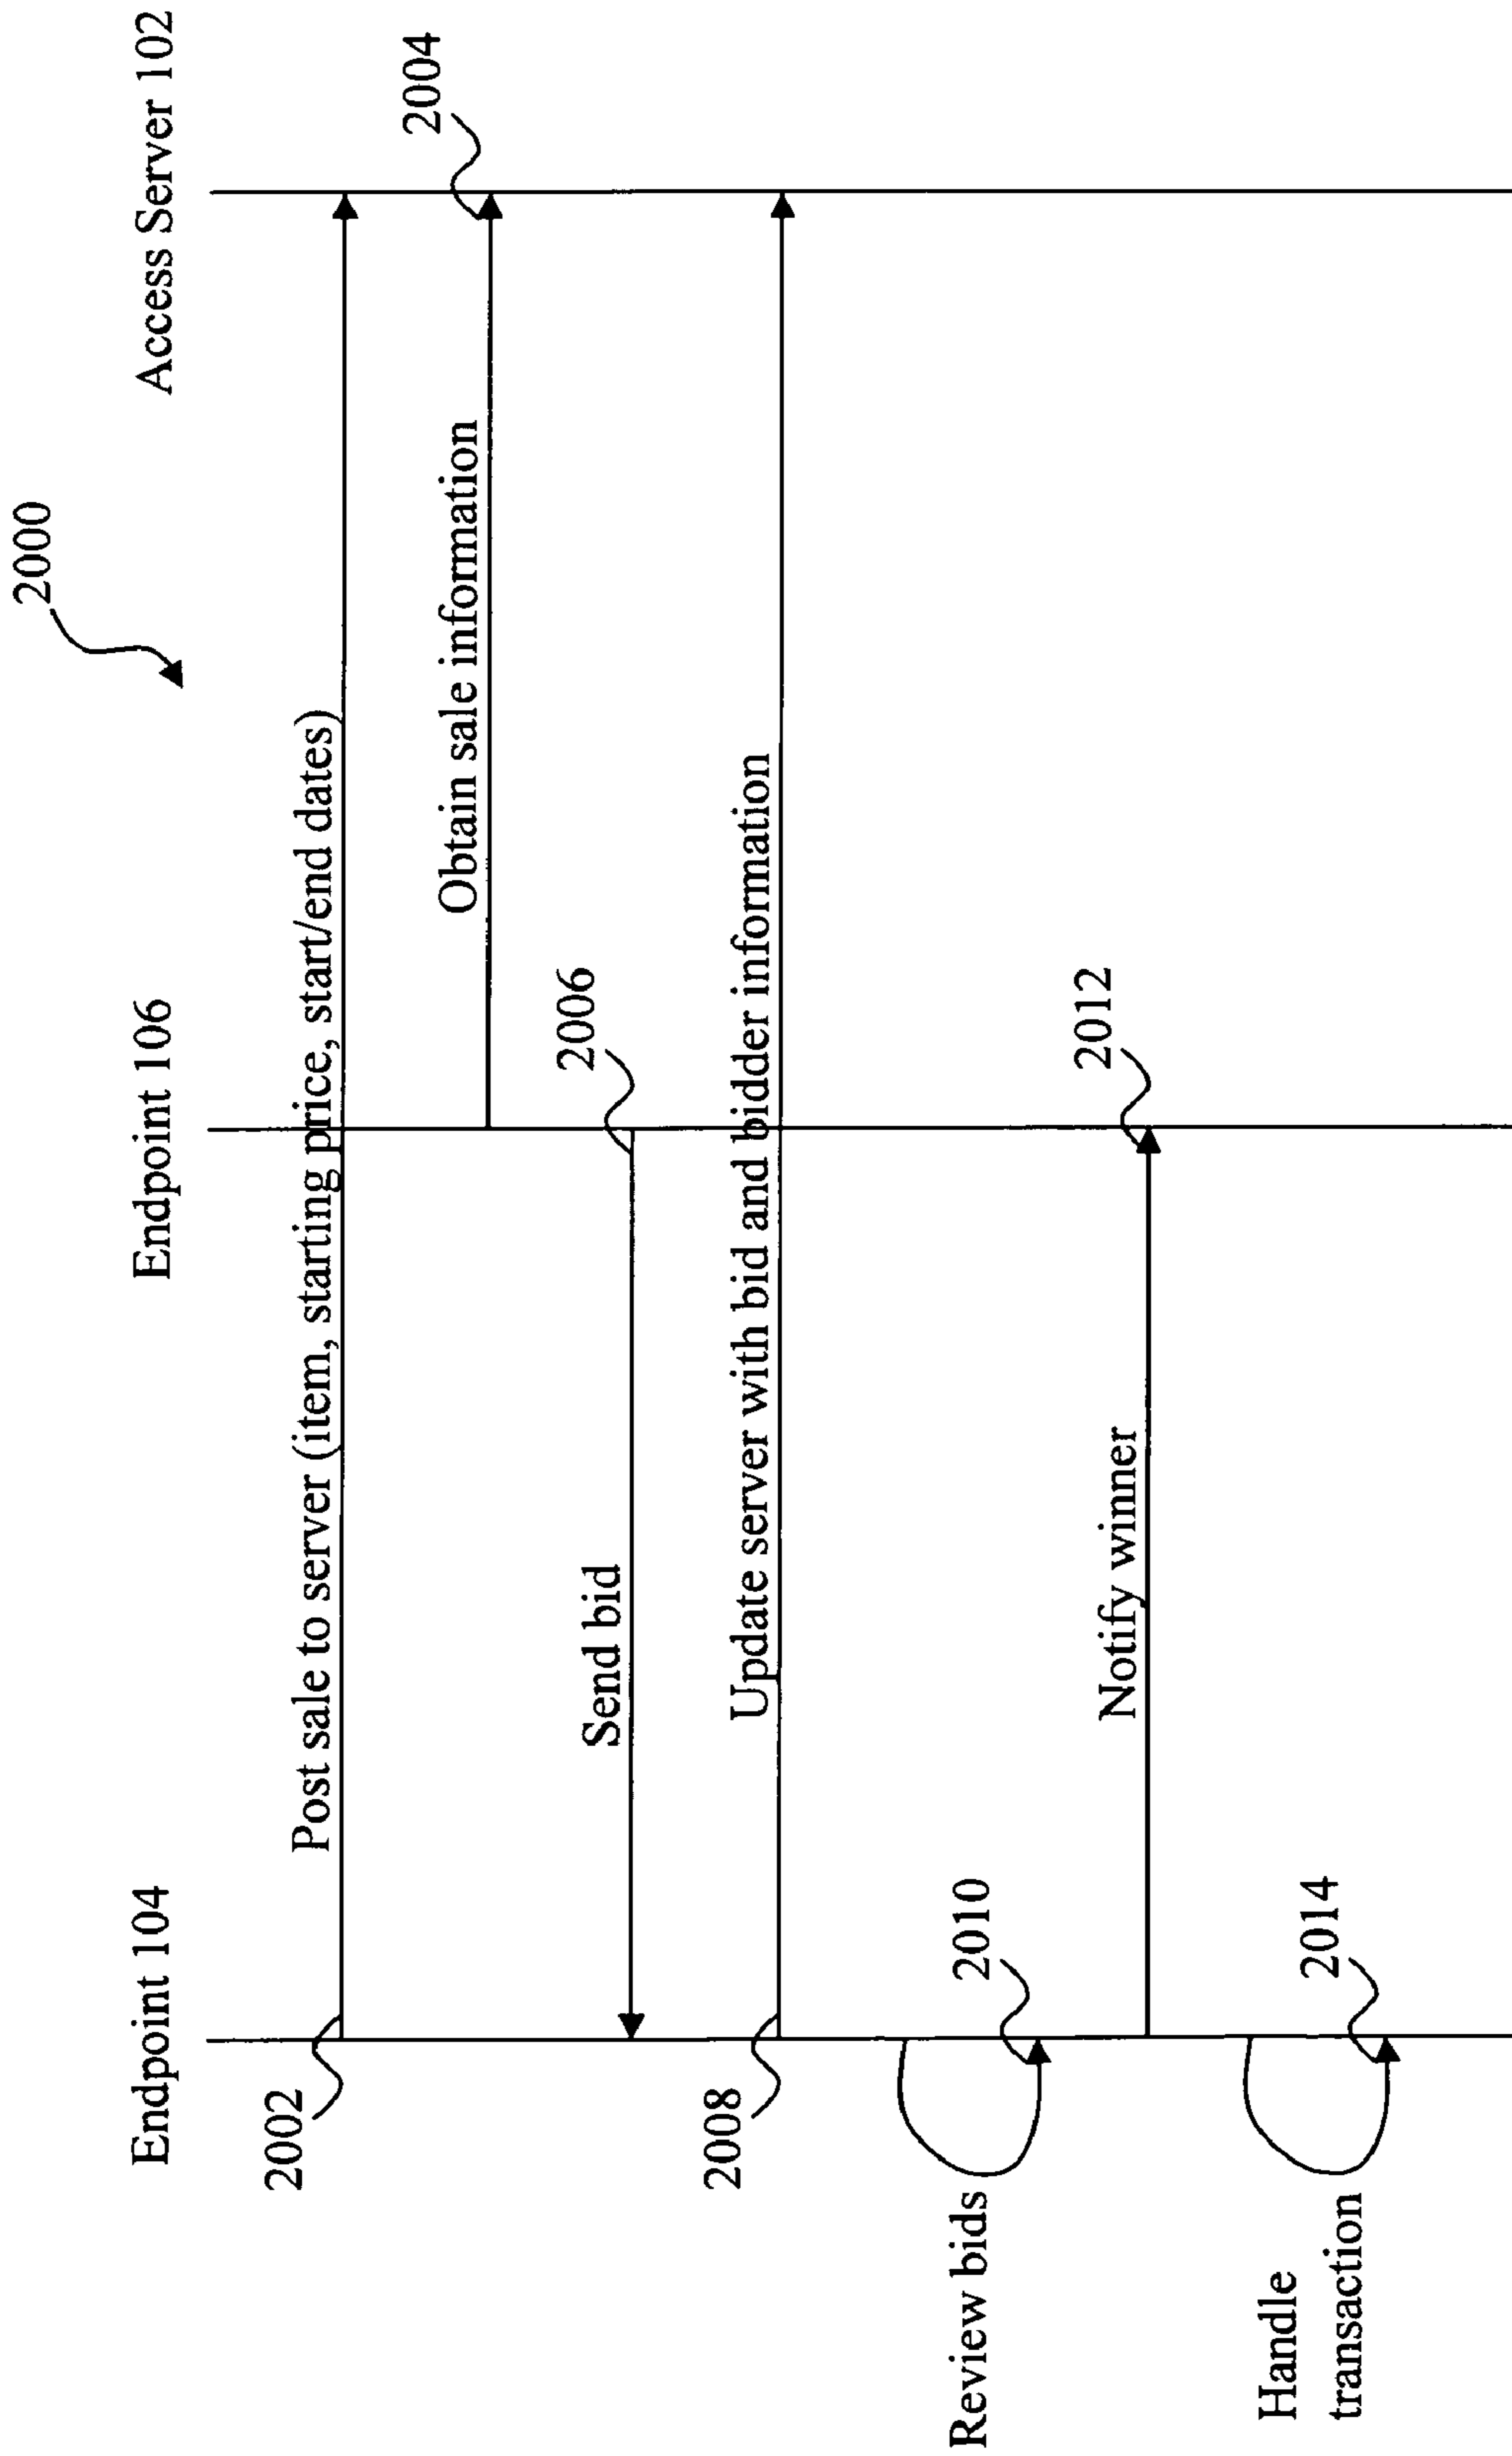 2000
Endpoint 104
Endpoint 106
Access Server 102
2002
Post sale to server (item, starting price, start/end dates)
2004
Obtain sale information
2006
Send bid
2008
Update server with bid and bidder information
2010
Review bids
2012
Notify winner
2014
Handle
transaction